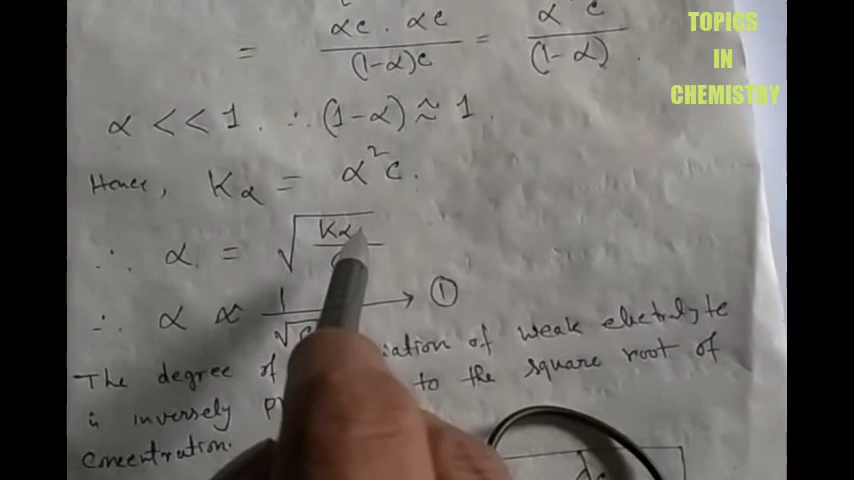 TOPICS
IN
CHEMISTRY
= αc . αc / (1-α)c = α² c / (1-α) .
α << 1 . ∴ (1-α) ≈ 1 .
Hence, Kα = α²c .
∴ α = √Kα
∴ α ∝ 1 / √c → ①
The degree of weak electrolyte
is inversely to the square root of
concentration.